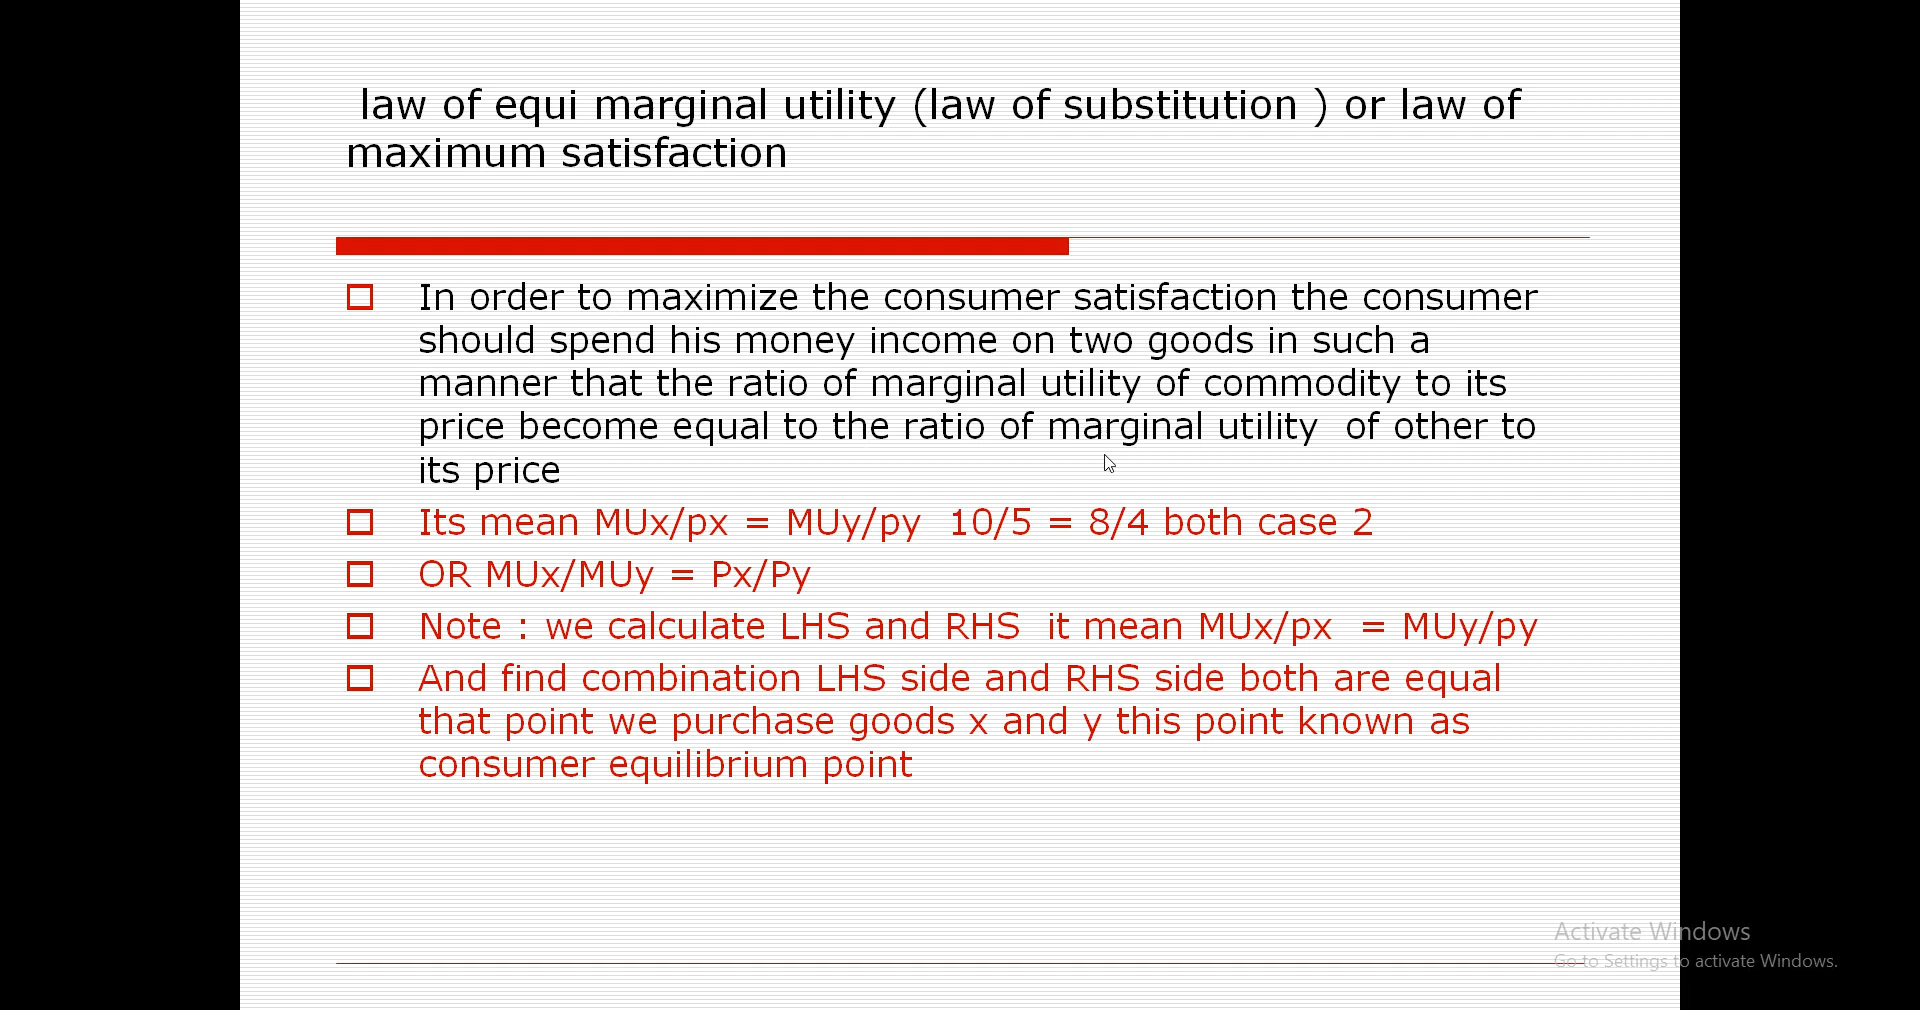 law of equi marginal utility (law of substitution ) or law of
maximum satisfaction
In order to maximize the consumer satisfaction the consumer
should spend his money income on two goods in such a
manner that the ratio of marginal utility of commodity to its
price become equal to the ratio of marginal utility  of other to
its price
Its mean MUx/px = MUy/py  10/5 = 8/4 both case 2
OR MUx/MUy = Px/Py
Note : we calculate LHS and RHS  it mean MUx/px  = MUy/py
And find combination LHS side and RHS side both are equal
that point we purchase goods x and y this point known as
consumer equilibrium point
Activate Windows
Go to Settings to activate Windows.